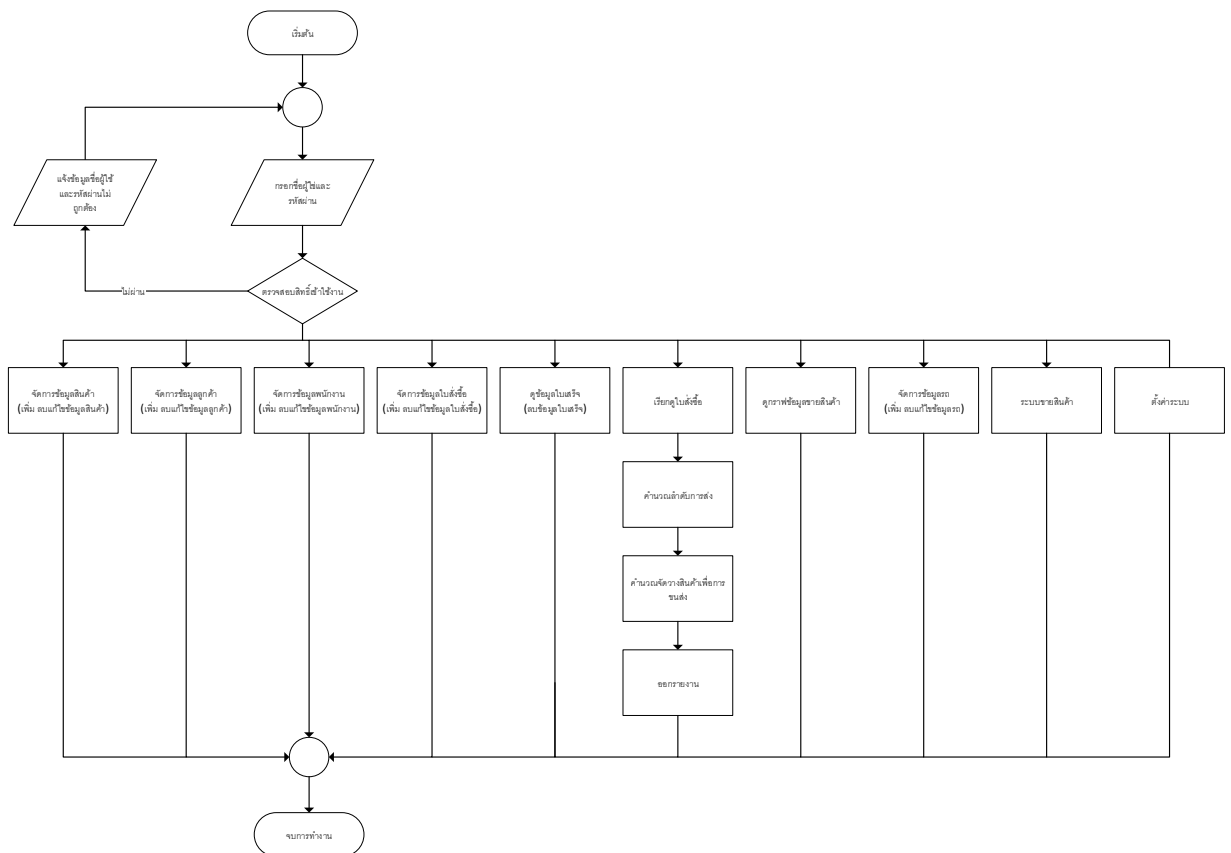 เริ่มต้น
แจ้งข้อมูลชื่อผู้ใช้
และรหัสผ่านไม่
ถูกต้อง
กรอกชื่อผู้ใช้และ
รหัสผ่าน
ไม่ผ่าน
ตรวจสอบสิทธิ์เข้าใช้งาน
จัดการข้อมูลสินค้า
(เพิ่ม ลบแก้ไขข้อมูลสินค้า)
จัดการข้อมูลลูกค้า
(เพิ่ม ลบแก้ไขข้อมูลลูกค้า)
จัดการข้อมูลพนักงาน
(เพิ่ม ลบแก้ไขข้อมูลพนักงาน)
จัดการข้อมูลใบสั่งซื้อ
(เพิ่ม ลบแก้ไขข้อมูลใบสั่งซื้อ)
ดูข้อมูลใบเสร็จ
(ลบข้อมูลใบเสร็จ)
เรียกดูใบสั่งซื้อ
ดูกราฟข้อมูลขายสินค้า
จัดการข้อมูลรถ
(เพิ่ม ลบแก้ไขข้อมูลรถ)
ระบบขายสินค้า
ตั้งค่าระบบ
คำนวณลำดับการส่ง
คำนวณจัดวางสินค้าเพื่อการ
ขนส่ง
ออกรายงาน
จบการทำงาน